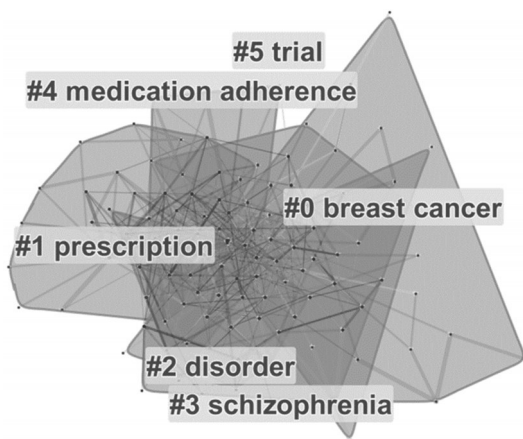 #5 trial
#4 medication adherence
#0 breast cancer
#1 prescription
#2 disorder
#3 schizophrenia